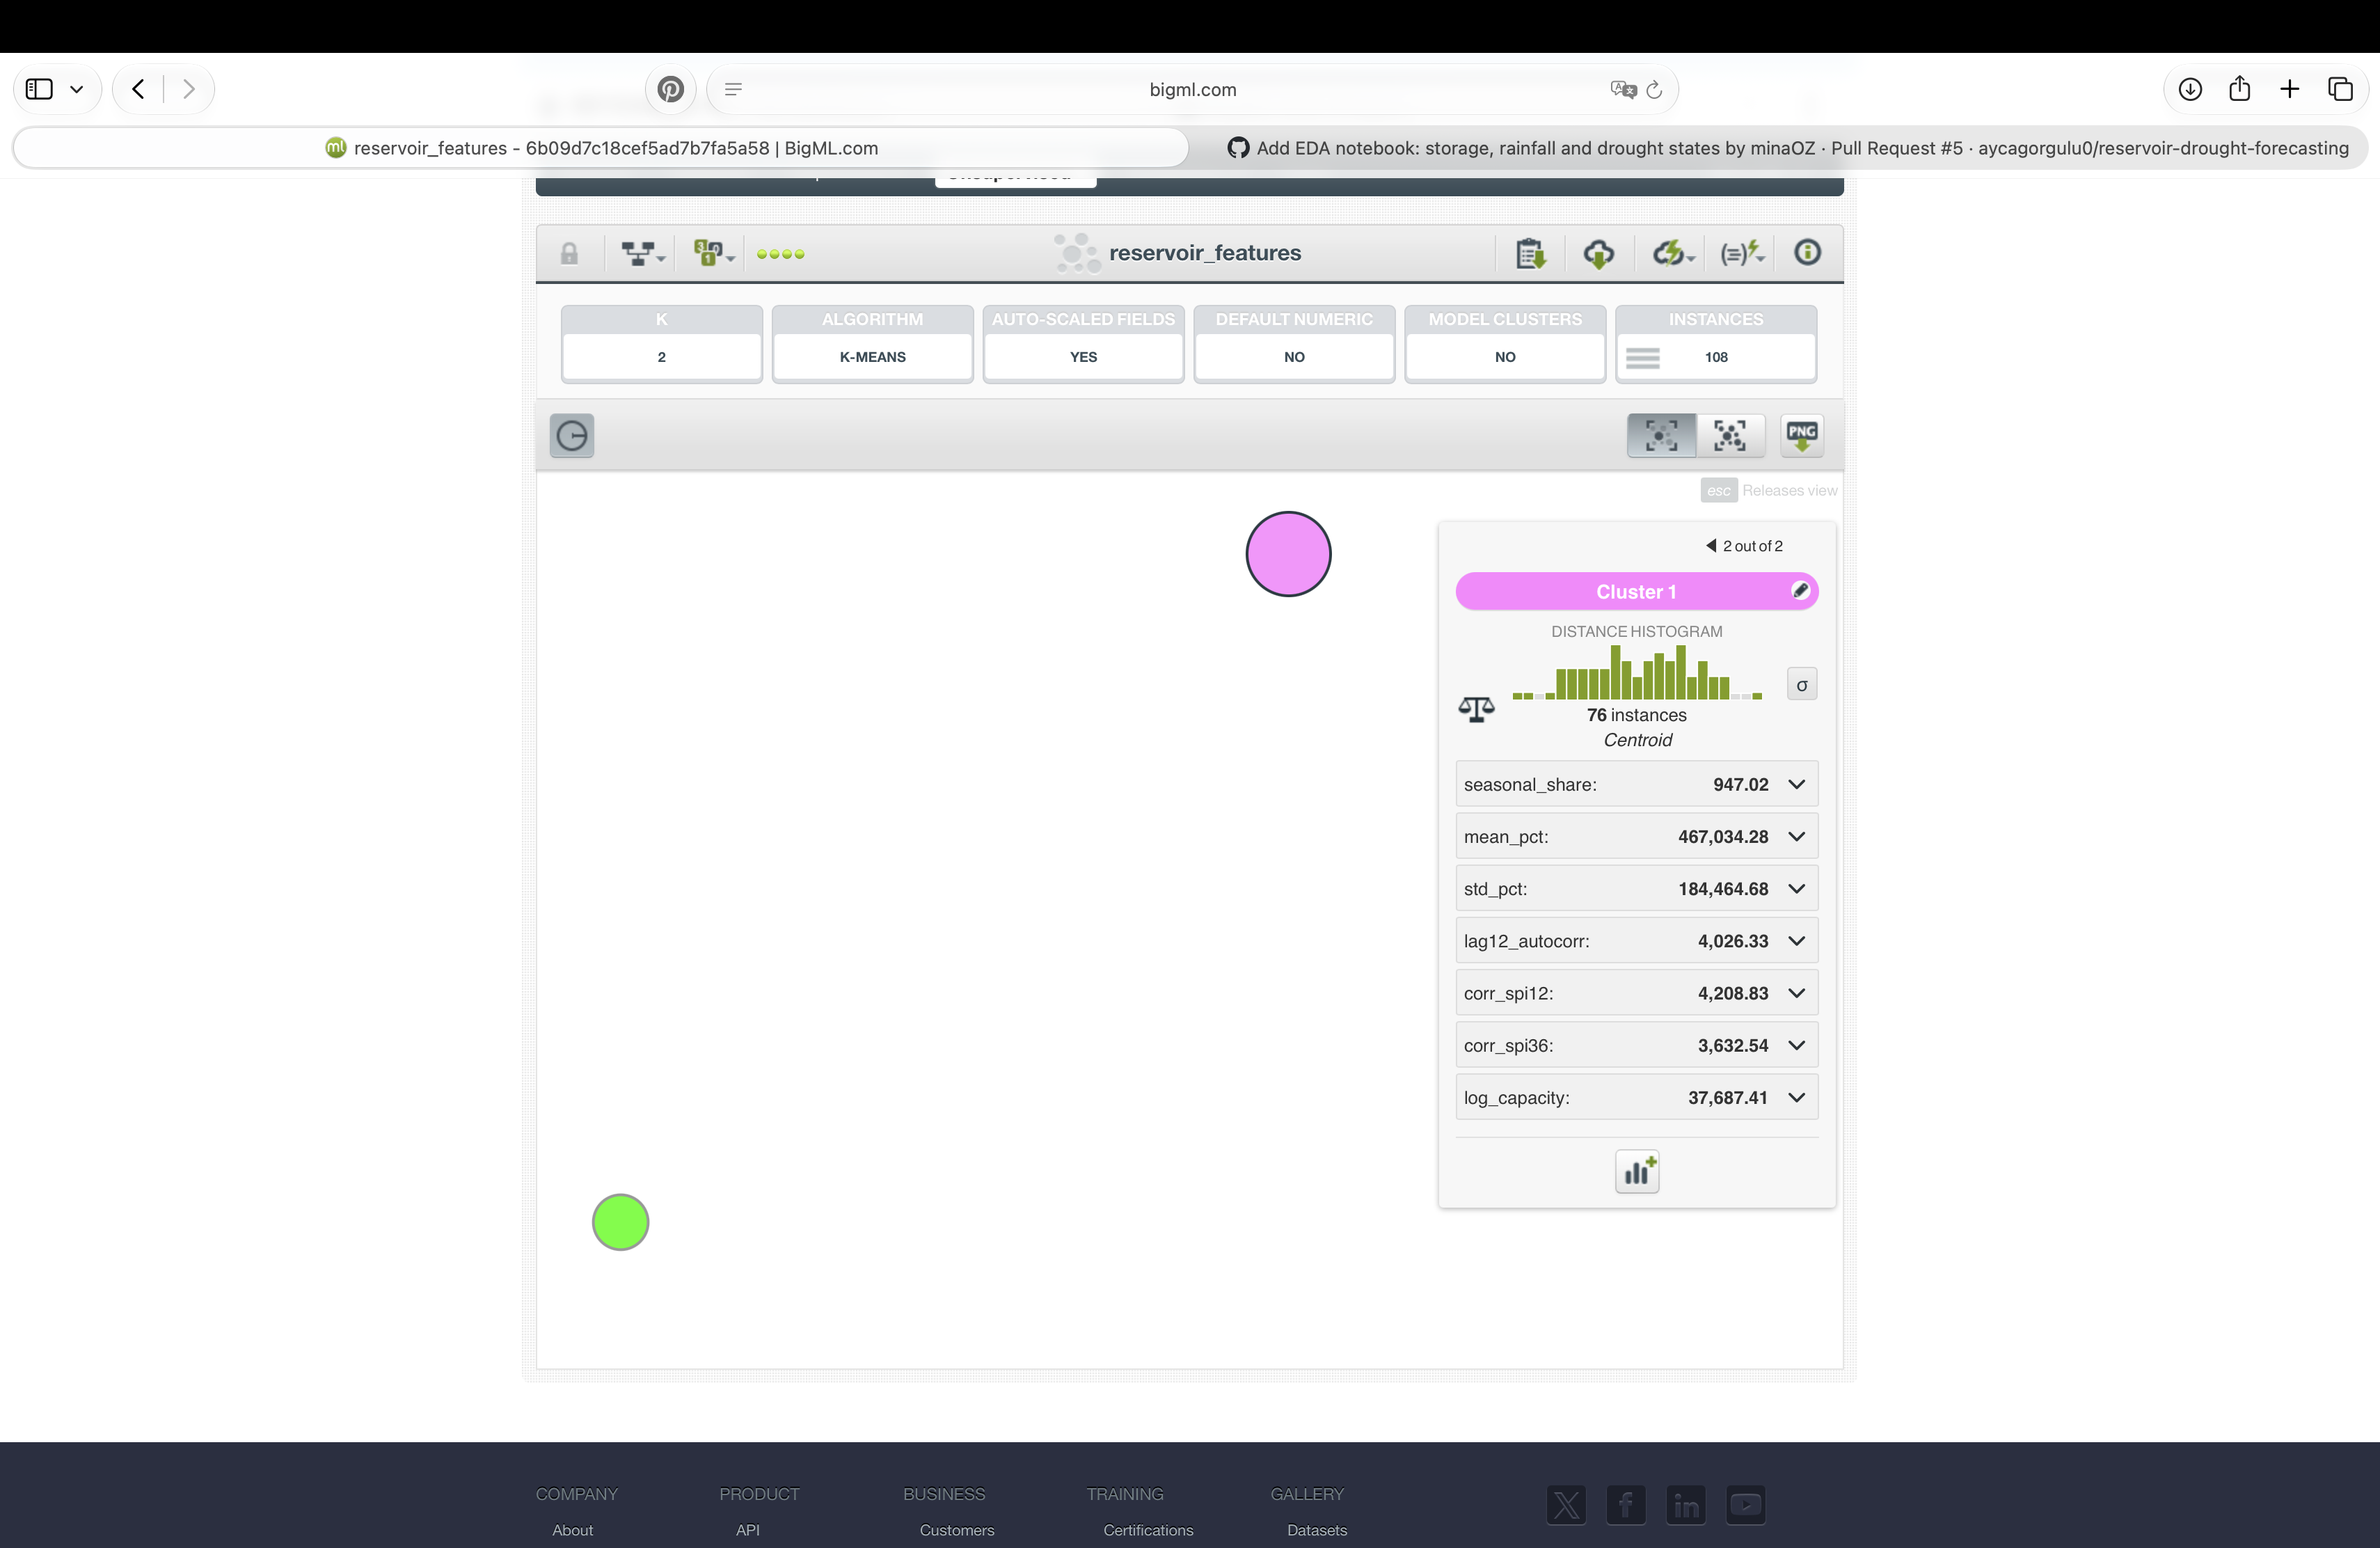 bigml.com
reservoir_features - 6b09d7c18cef5ad7b7fa5a58 | BigML.com
Add EDA notebook: storage, rainfall and drought states by minaOZ · Pull Request #5 · aycagorgulu0/reservoir-drought-forecasting
reservoir_features
K
2
ALGORITHM
K-MEANS
AUTO-SCALED FIELDS
YES
DEFAULT NUMERIC
NO
MODEL CLUSTERS
NO
INSTANCES
108
PNG
esc Releases view
2 out of 2
Cluster 1
DISTANCE HISTOGRAM
σ
76 instances
Centroid
seasonal_share: 947.02
mean_pct: 467,034.28
std_pct: 184,464.68
lag12_autocorr: 4,026.33
corr_spi12: 4,208.83
corr_spi36: 3,632.54
log_capacity: 37,687.41
COMPANY
About
PRODUCT
API
BUSINESS
Customers
TRAINING
Certifications
GALLERY
Datasets